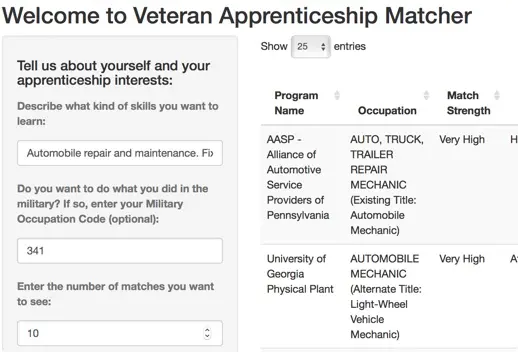 Welcome to Veteran Apprenticeship Matcher
Tell us about yourself and your
apprenticeship interests:
Describe what kind of skills you want to
learn:
Automobile repair and maintenance. Fix
Do you want to do what you did in the
military? If so, enter your Military
Occupation Code (optional):
341
Enter the number of matches you want
to see:
10
Show 25 entries
Program
Name
Occupation
Match
Strength
AASP -
Alliance of
Automotive
Service
Providers of
Pennsylvania
AUTO, TRUCK,
TRAILER
REPAIR
MECHANIC
(Existing Title:
Automobile
Mechanic)
Very High
H
University of
Georgia
Physical Plant
AUTOMOBILE
MECHANIC
(Alternate Title:
Light-Wheel
Vehicle
Mechanic)
Very High